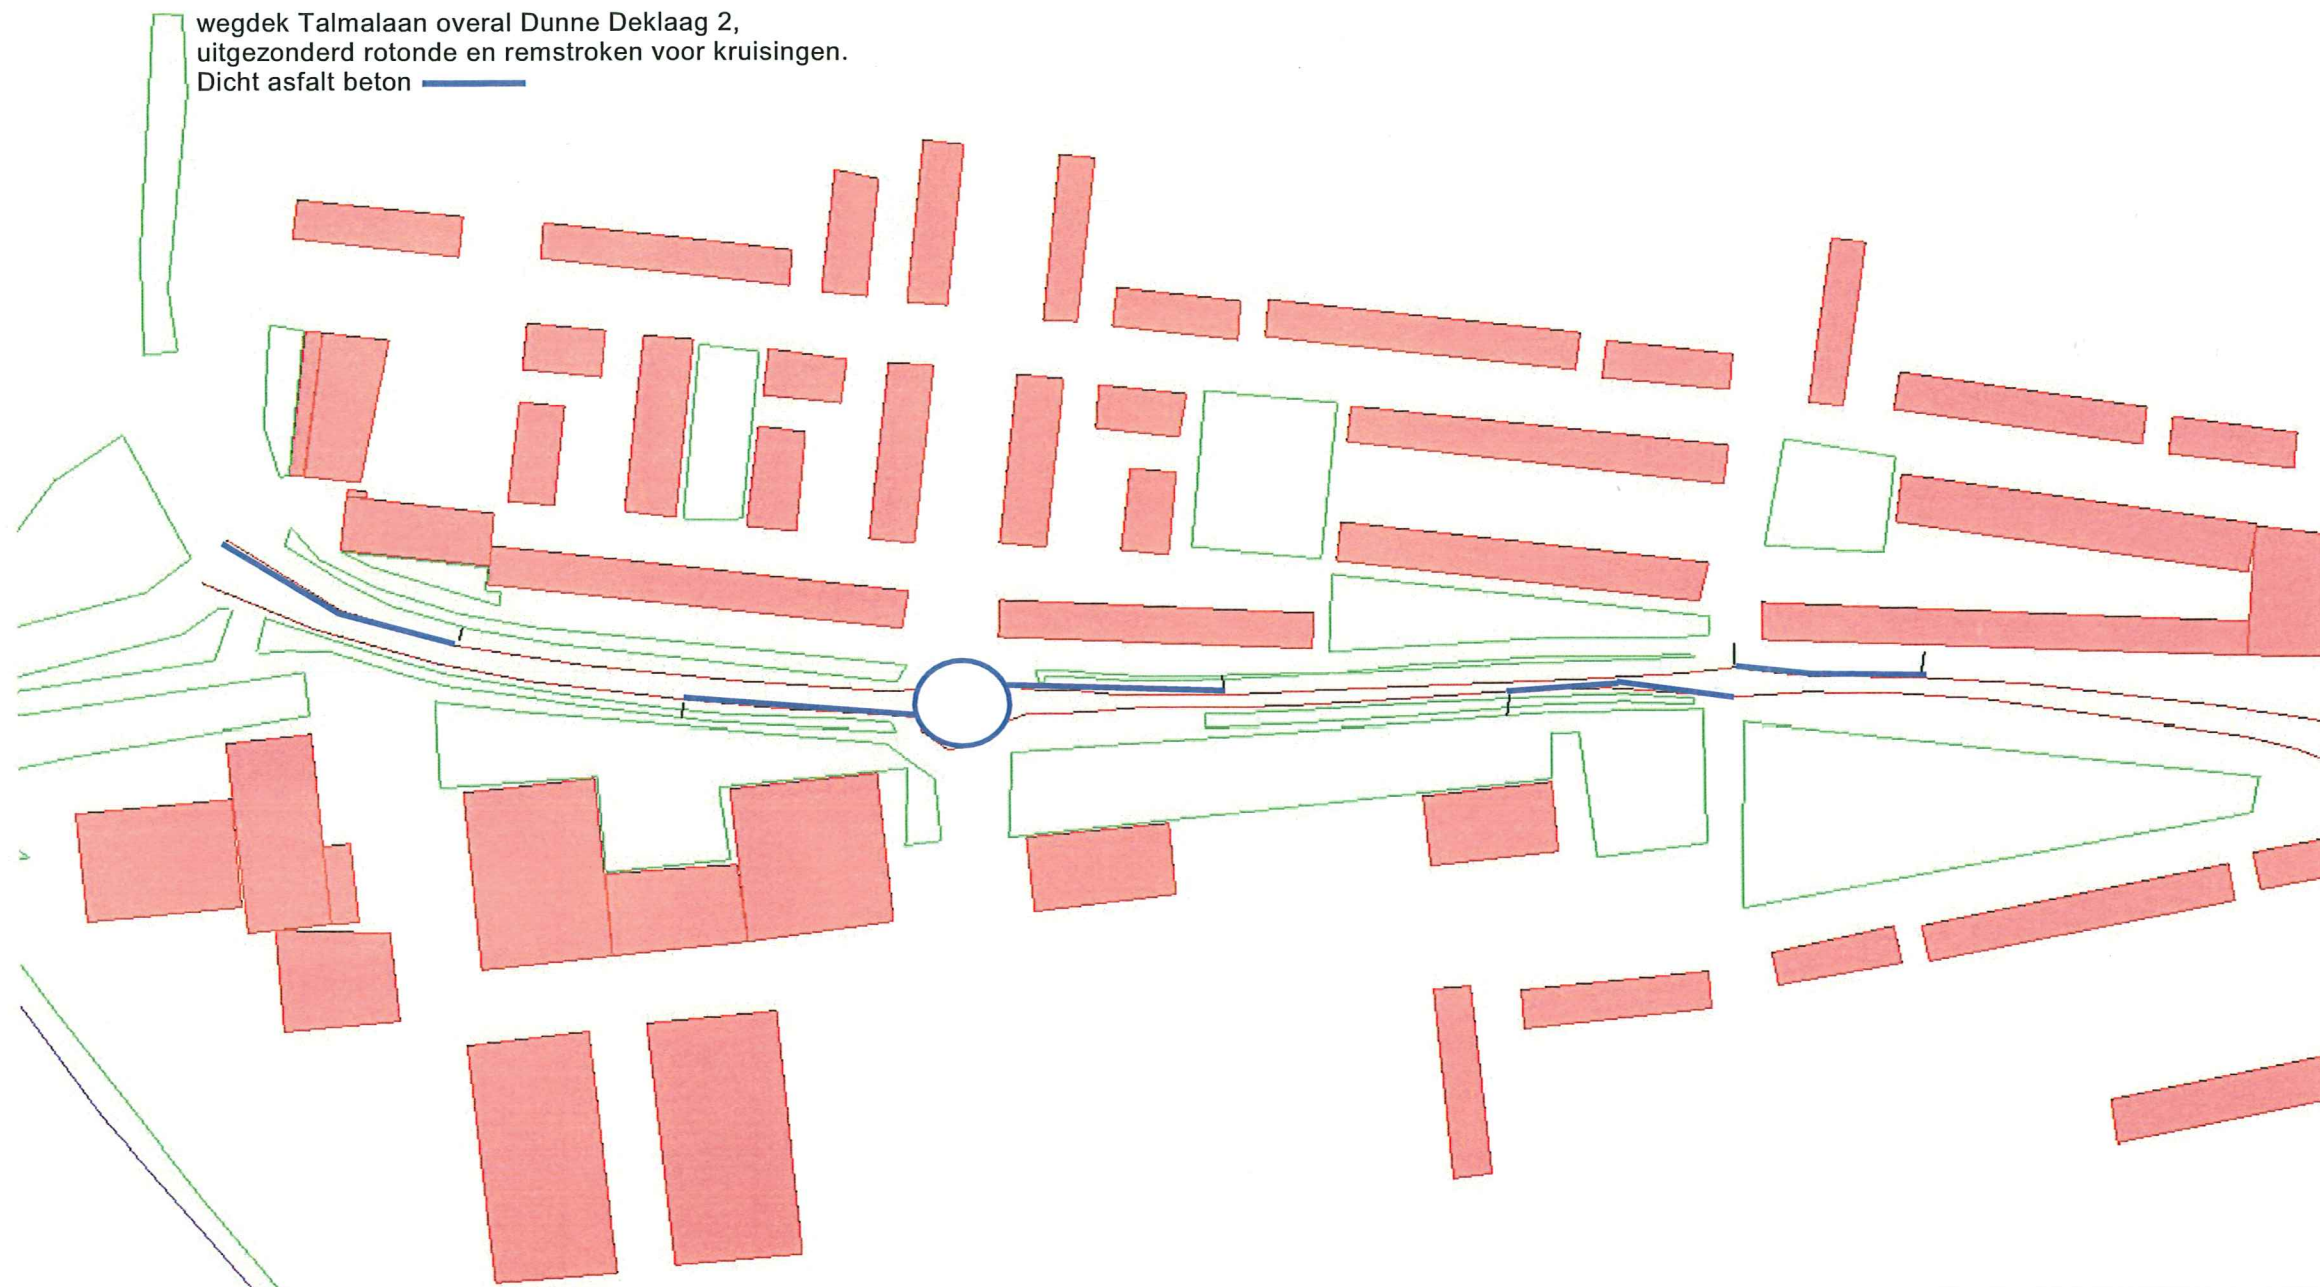 wegdek Talmalaan overal Dunne Deklaag 2,
uitgezonderd rotonde en remstroken voor kruisingen.
Dicht asfalt beton